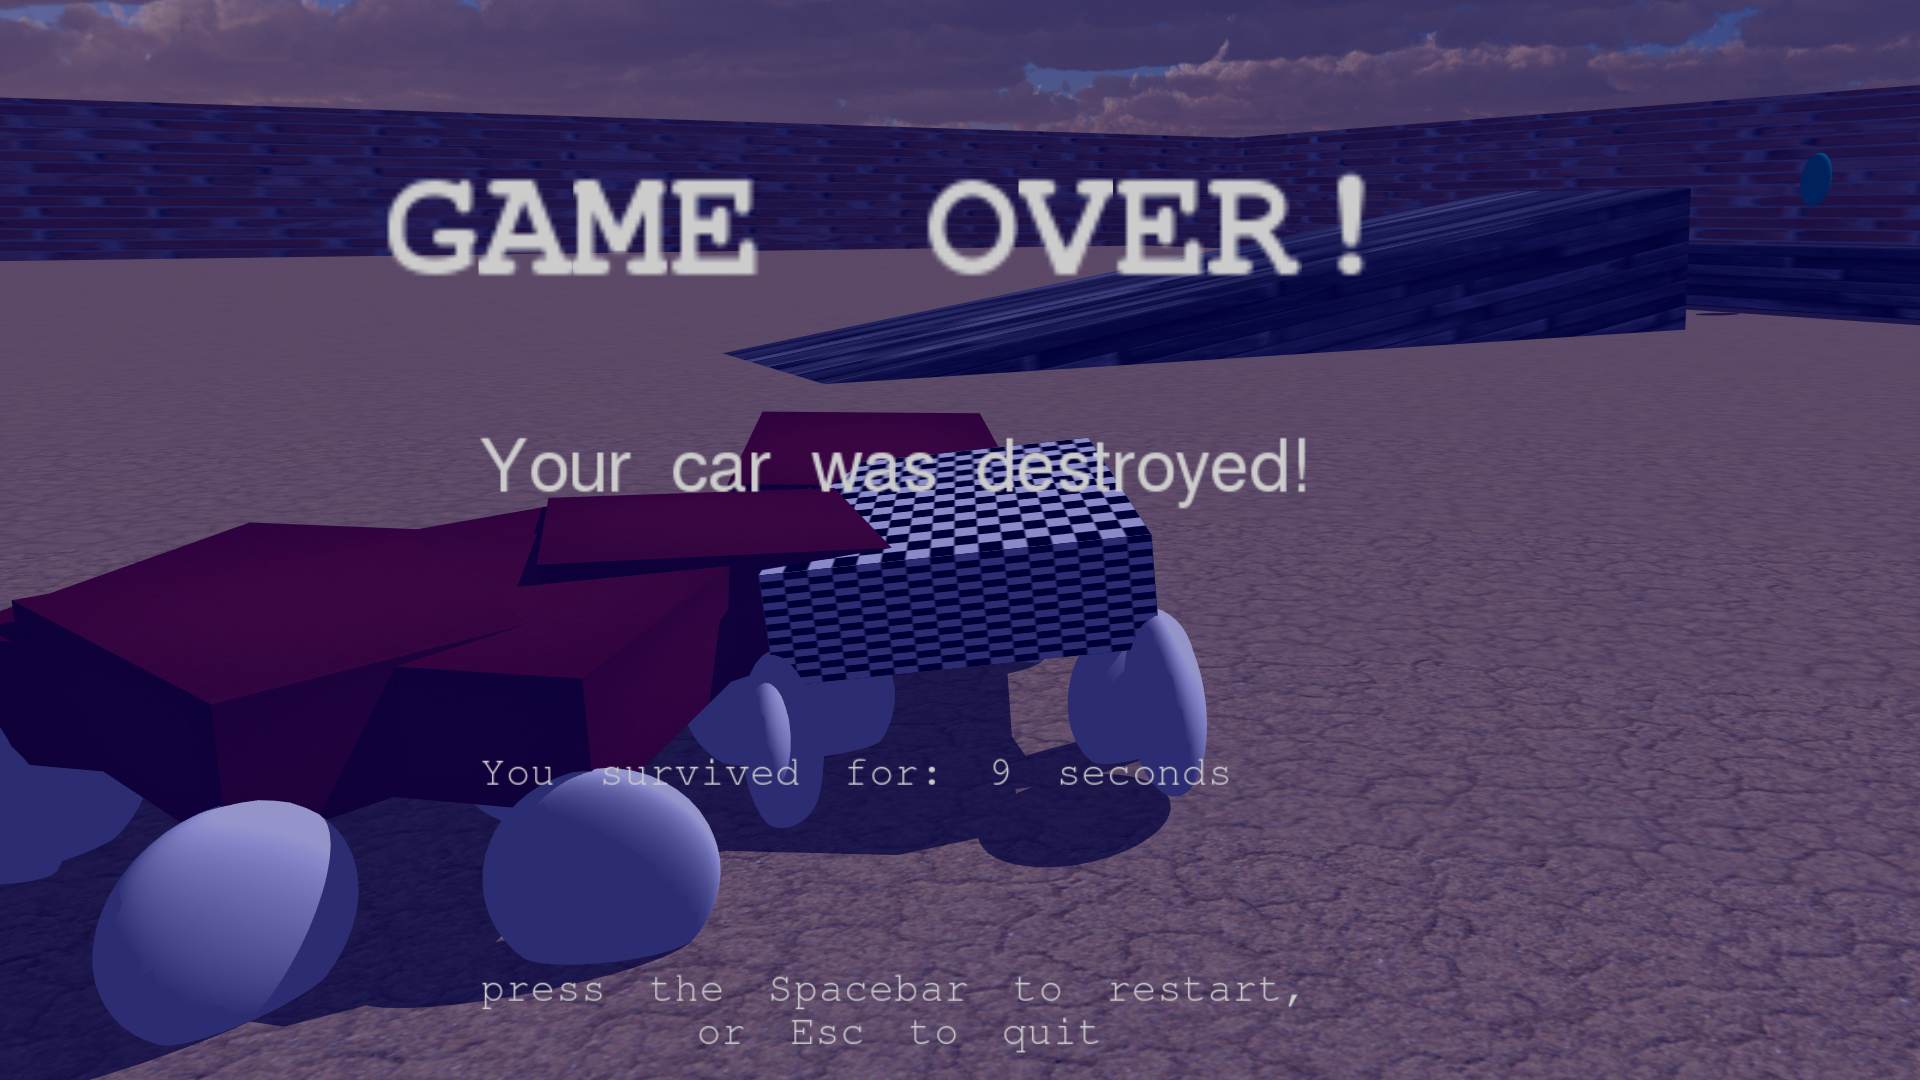 GAME OVER!
Your car was destroyed!
You survived for: 9 seconds
press the Spacebar to restart,
or Esc to quit